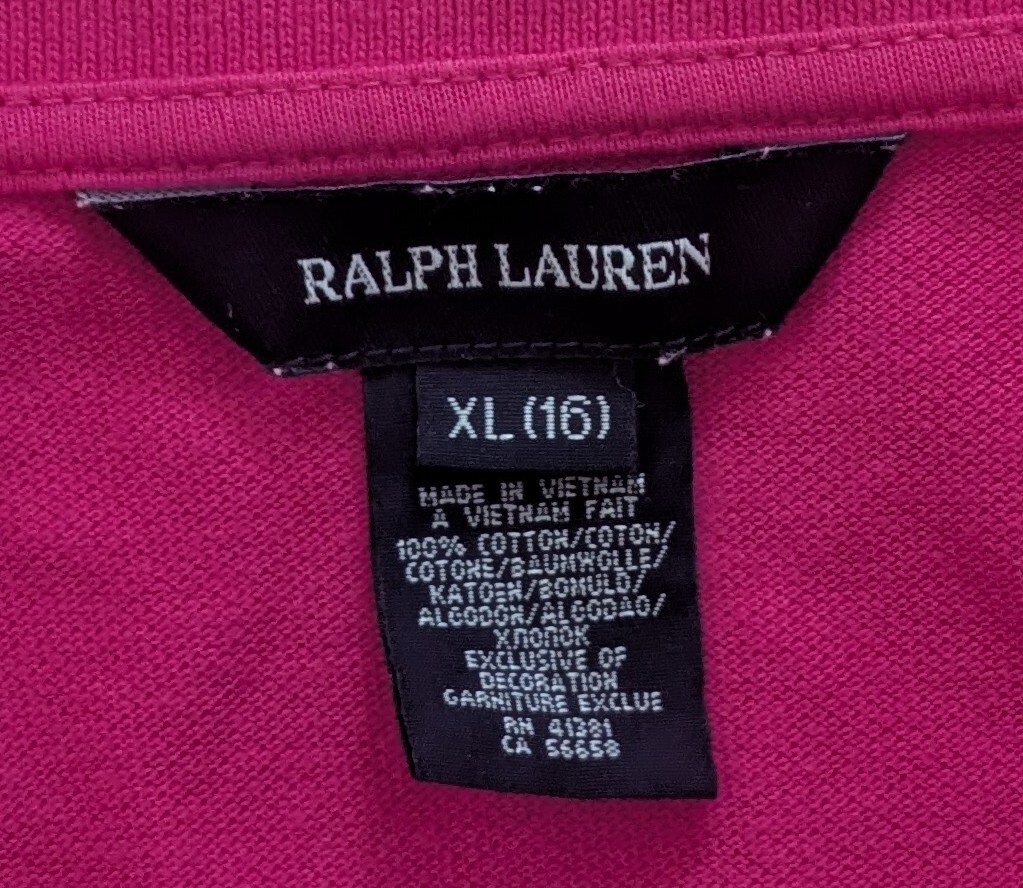 RALPH LAUREN
XL (16)
MADE IN VIETNAM
A VIETNAM FAIT
100% COTTON/COTON/
COTONE/BAUMWOLLE/
KATOEN/BOMULD/
ALGODON/ALGODAO/
ХЛОПОК
EXCLUSIVE OF
DECORATION
GARNITURE EXCLUE
RN 41381
CA 56658